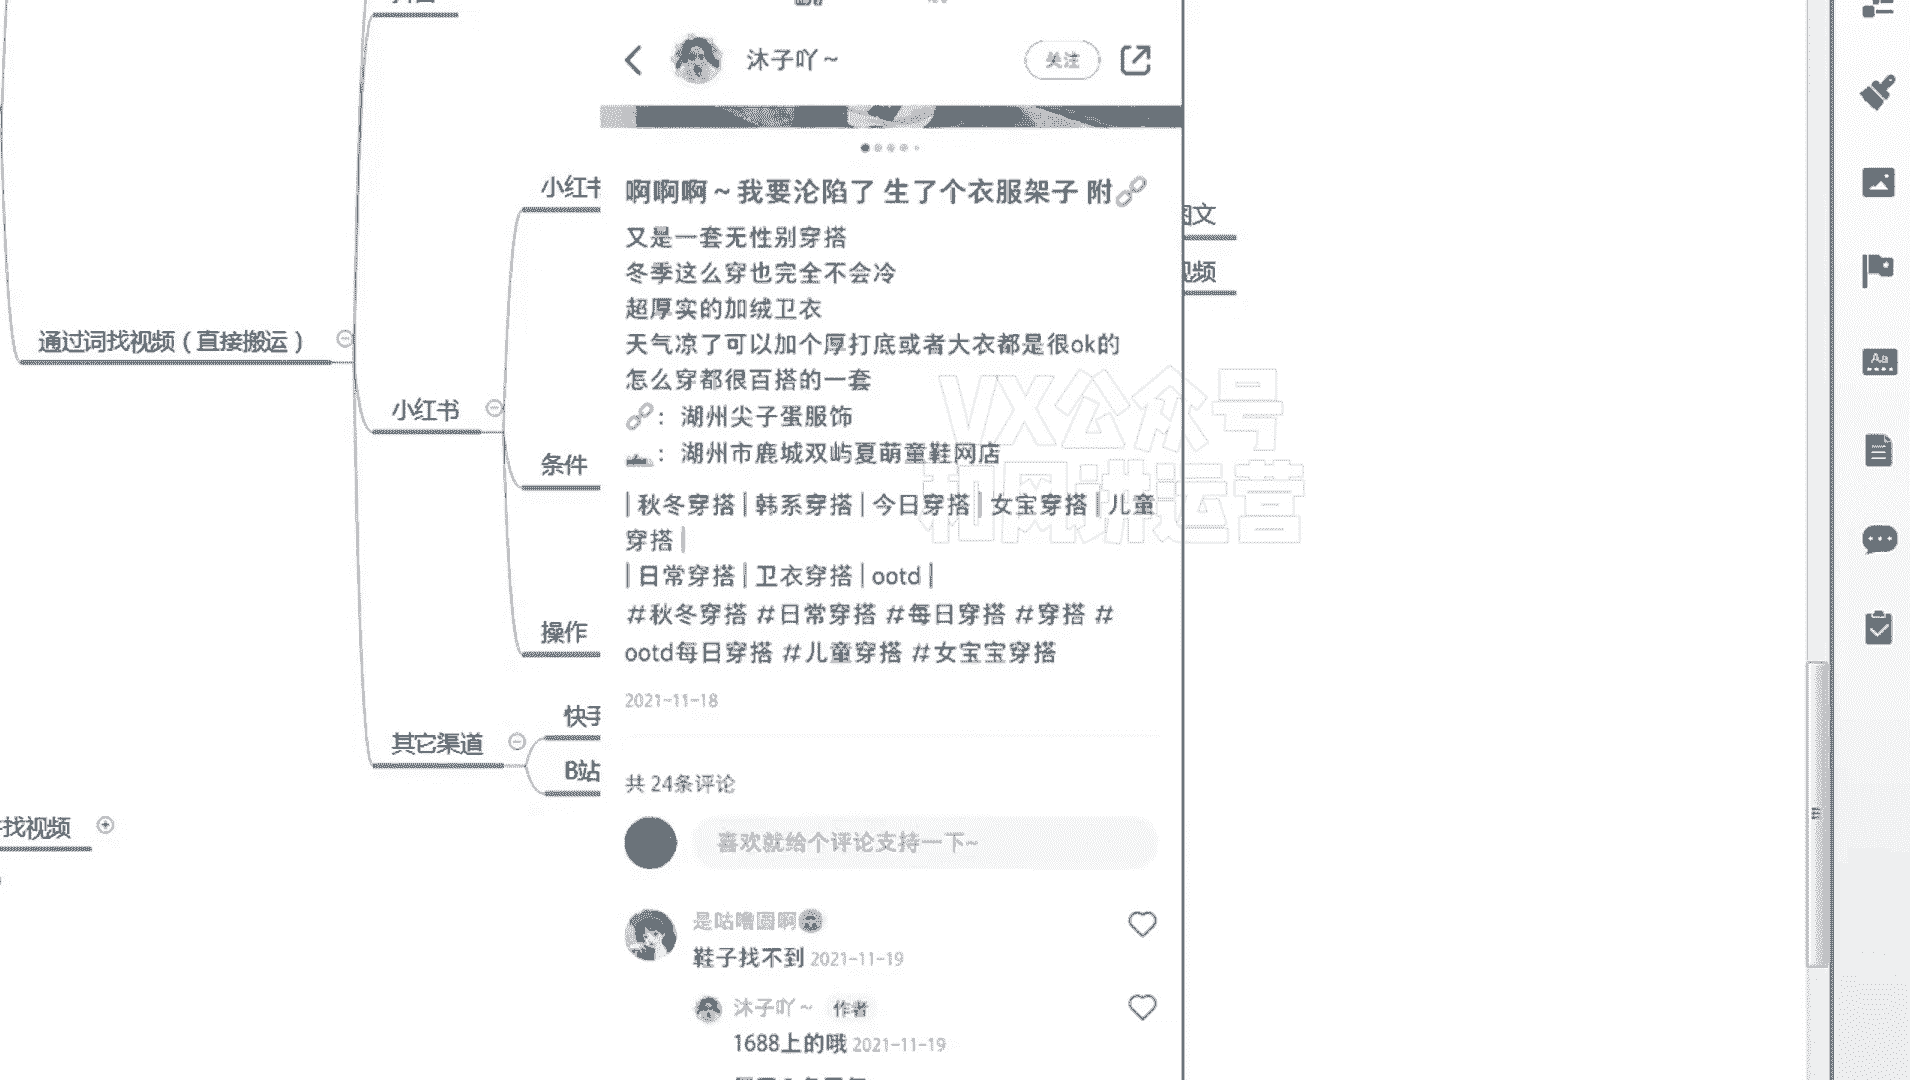 沐子吖~
关注
小红书
啊啊啊~我要沦陷了 生了个衣服架子 附🔗
又是一套无性别穿搭
冬季这么穿也完全不会冷
超厚实的加绒卫衣
天气凉了可以加个厚打底或者大衣都是很ok的
怎么穿都很百搭的一套
🔗: 湖州尖子蛋服饰
👟: 湖州市鹿城双屿夏萌童鞋网店
| 秋冬穿搭 | 韩系穿搭 | 今日穿搭 | 女宝穿搭 | 儿童
穿搭 |
| 日常穿搭 | 卫衣穿搭 | ootd |
#秋冬穿搭 #日常穿搭 #每日穿搭 #穿搭 #
ootd每日穿搭 #儿童穿搭 #女宝宝穿搭
2021-11-18
共 24条评论
喜欢就给个评论支持一下~
是咕噜圆啊
鞋子找不到 2021-11-19
沐子吖~ 作者
1688上的哦 2021-11-19
图文
视频
通过词找视频（直接搬运）
小红书
条件
操作
其它渠道
快手
B站
找视频
VX公众号
和网讲运营
Aa